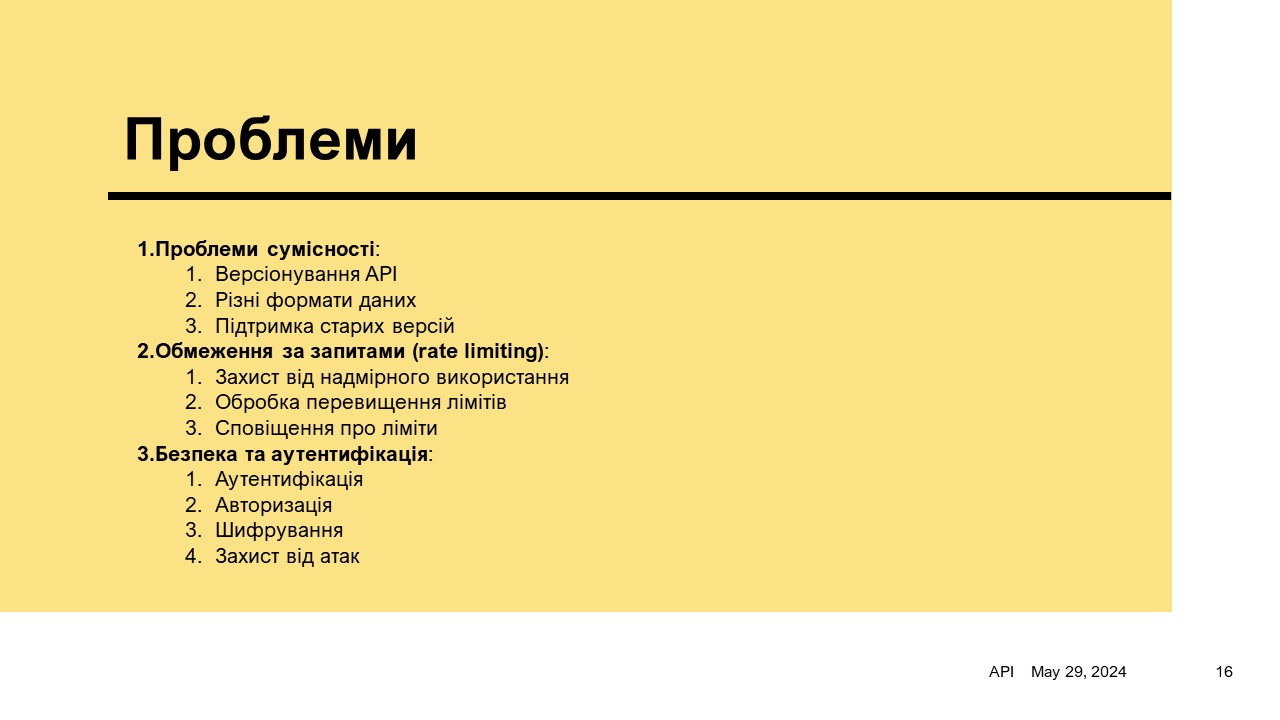 Проблеми
1.Проблеми сумісності:
1. Версіонування API
2. Різні формати даних
3. Підтримка старих версій
2.Обмеження за запитами (rate limiting):
1. Захист від надмірного використання
2. Обробка перевищення лімітів
3. Сповіщення про ліміти
3.Безпека та аутентифікація:
1. Аутентифікація
2. Авторизація
3. Шифрування
4. Захист від атак
API May 29, 2024 16